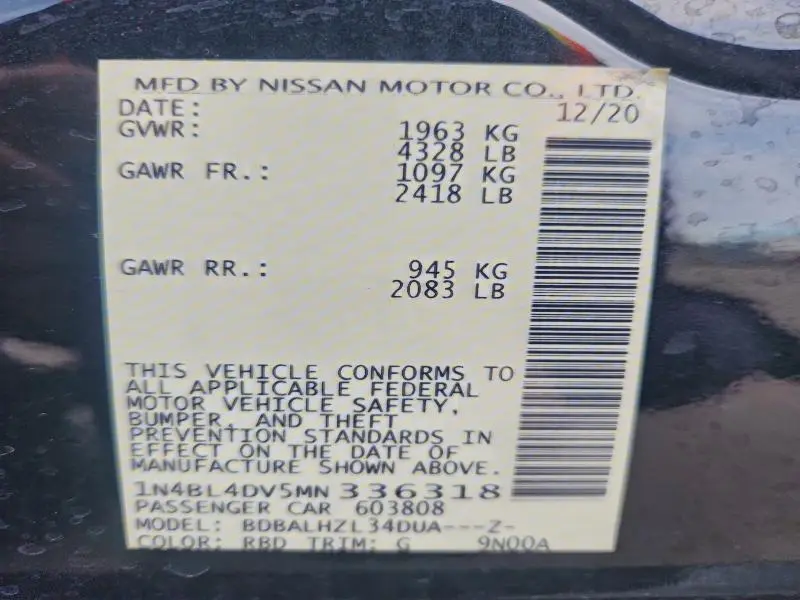 MFD BY NISSAN MOTOR CO., LTD.
DATE: 12/20
GVWR: 1963 KG
4328 LB
GAWR FR.: 1097 KG
2418 LB
GAWR RR.: 945 KG
2083 LB
THIS VEHICLE CONFORMS TO
ALL APPLICABLE FEDERAL
MOTOR VEHICLE SAFETY,
BUMPER, AND THEFT
PREVENTION STANDARDS IN
EFFECT ON THE DATE OF
MANUFACTURE SHOWN ABOVE.
1N4BL4DV5MN336318
PASSENGER CAR 603808
MODEL: BDBALHZL34DUA---Z-
COLOR: RBD TRIM: G 9N00A